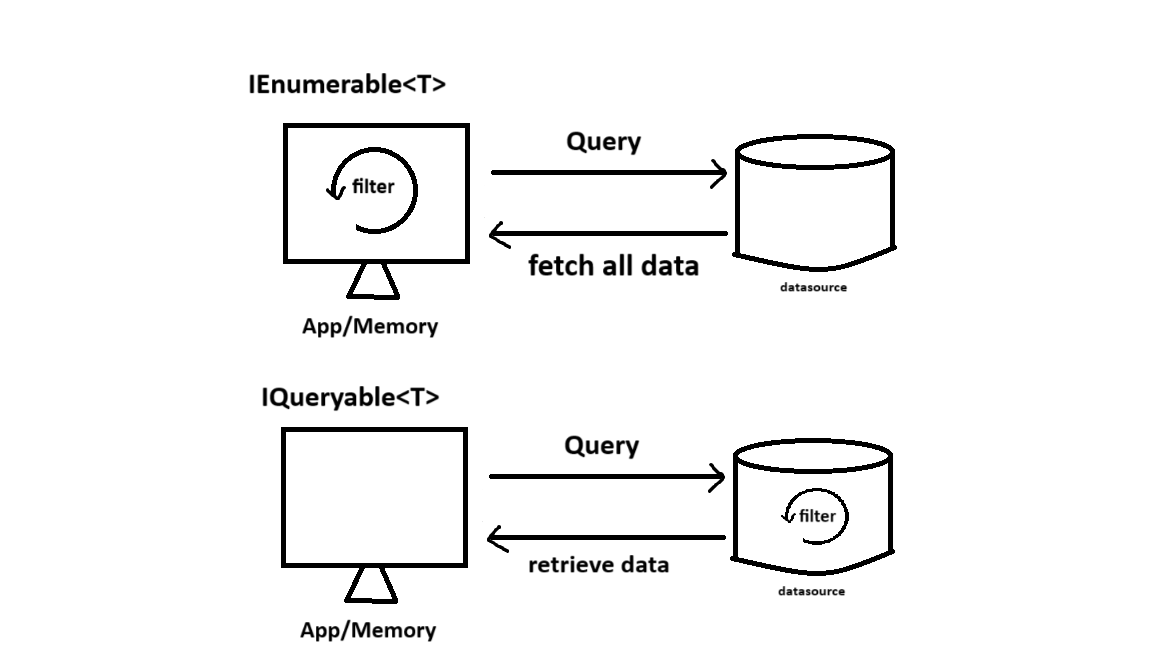 IEnumerable<T>
filter
Query
fetch all data
datasource
App/Memory
IQueryable<T>
Query
filter
retrieve data
datasource
App/Memory